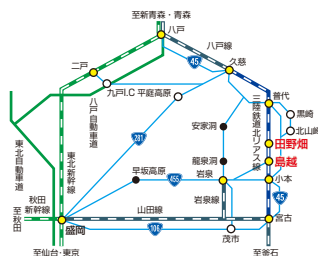 至新青森・青森
八戸
八戸線
45
久慈
二戸
九戸I.C
平庭高原
普代
八戸自動車道
黒崎
北山崎
安家洞
三陸鉄道北リアス線
281
田野畑
東北自動車道
東北新幹線
龍泉洞
島越
早坂高原
455
岩泉
小本
秋田新幹線
至秋田
岩泉線
45
山田線
盛岡
106
宮古
茂市
至仙台・東京
至釜石